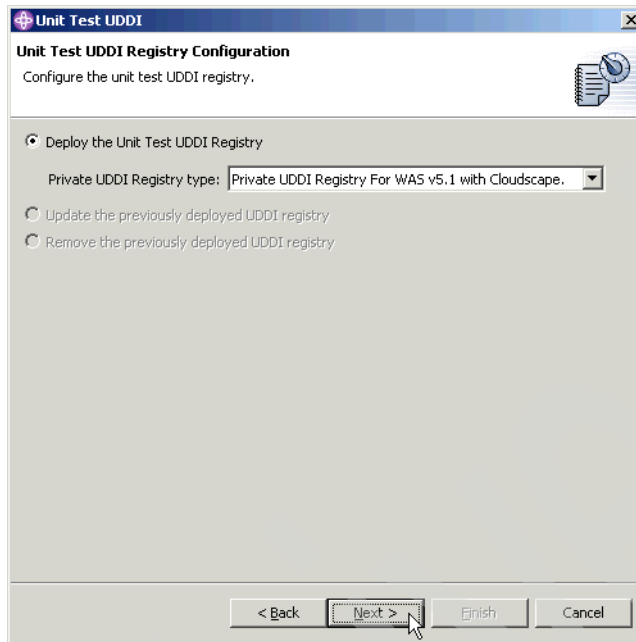 Unit Test UDDI
Unit Test UDDI Registry Configuration
Configure the unit test UDDI registry.
Deploy the Unit Test UDDI Registry
Private UDDI Registry type: Private UDDI Registry For WAS v5.1 with Cloudscape.
Update the previously deployed UDDI registry
Remove the previously deployed UDDI registry
< Back Next > Finish Cancel